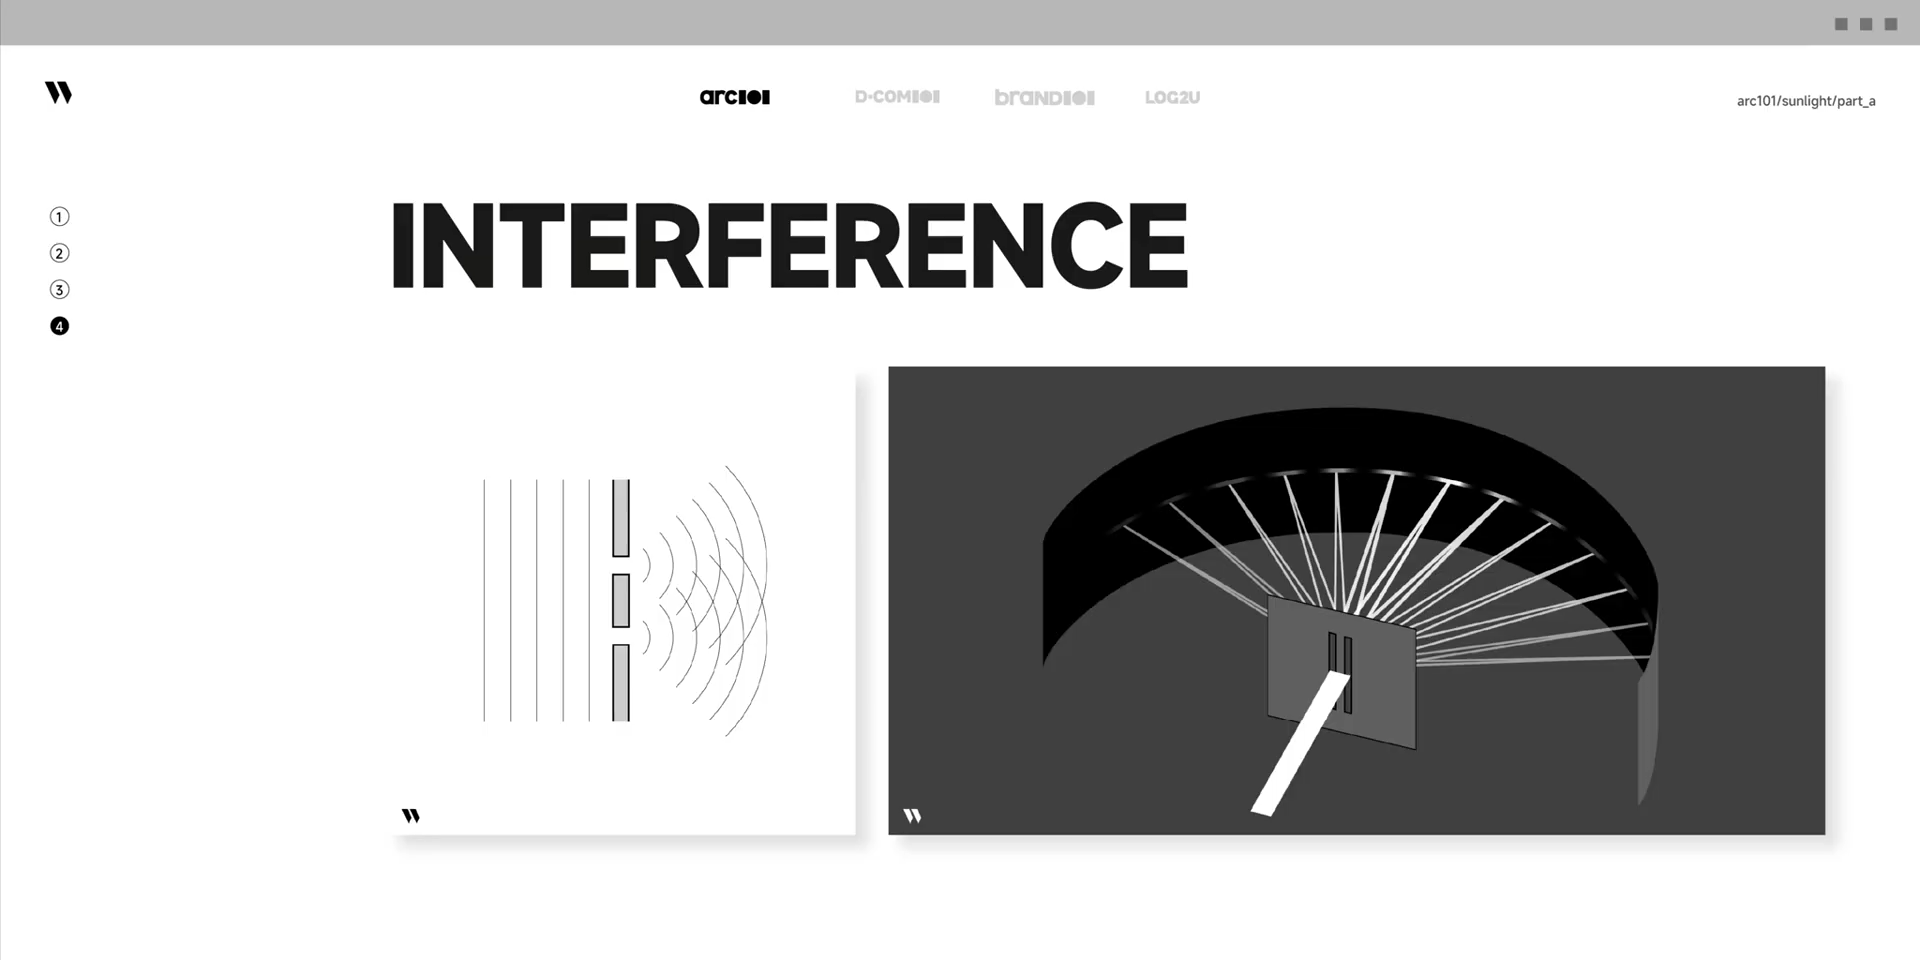 arc101
D·COM101
braND101
LOG2U
arc101/sunlight/part_a
1
2
3
4
INTERFERENCE